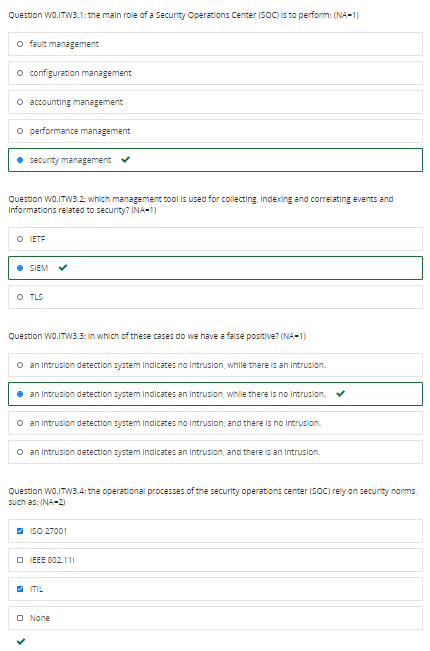 Question W0.ITW3.1: the main role of a Security Operations Center (SOC) is to perform: (NA=1)
fault management
configuration management
accounting management
performance management
security management
Question W0.ITW3.2: which management tool is used for collecting, indexing and correlating events and
informations related to security? (NA=1)
IETF
SIEM
TLS
Question W0.ITW3.3: in which of these cases do we have a false positive? (NA=1)
an intrusion detection system indicates no intrusion, while there is an intrusion.
an intrusion detection system indicates an intrusion, while there is no intrusion.
an intrusion detection system indicates no intrusion, and there is no intrusion.
an intrusion detection system indicates an intrusion, and there is an intrusion.
Question W0.ITW3.4: the operational processes of the security operations center (SOC) rely on security norms,
such as: (NA=2)
ISO 27001
IEEE 802.11i
ITIL
None